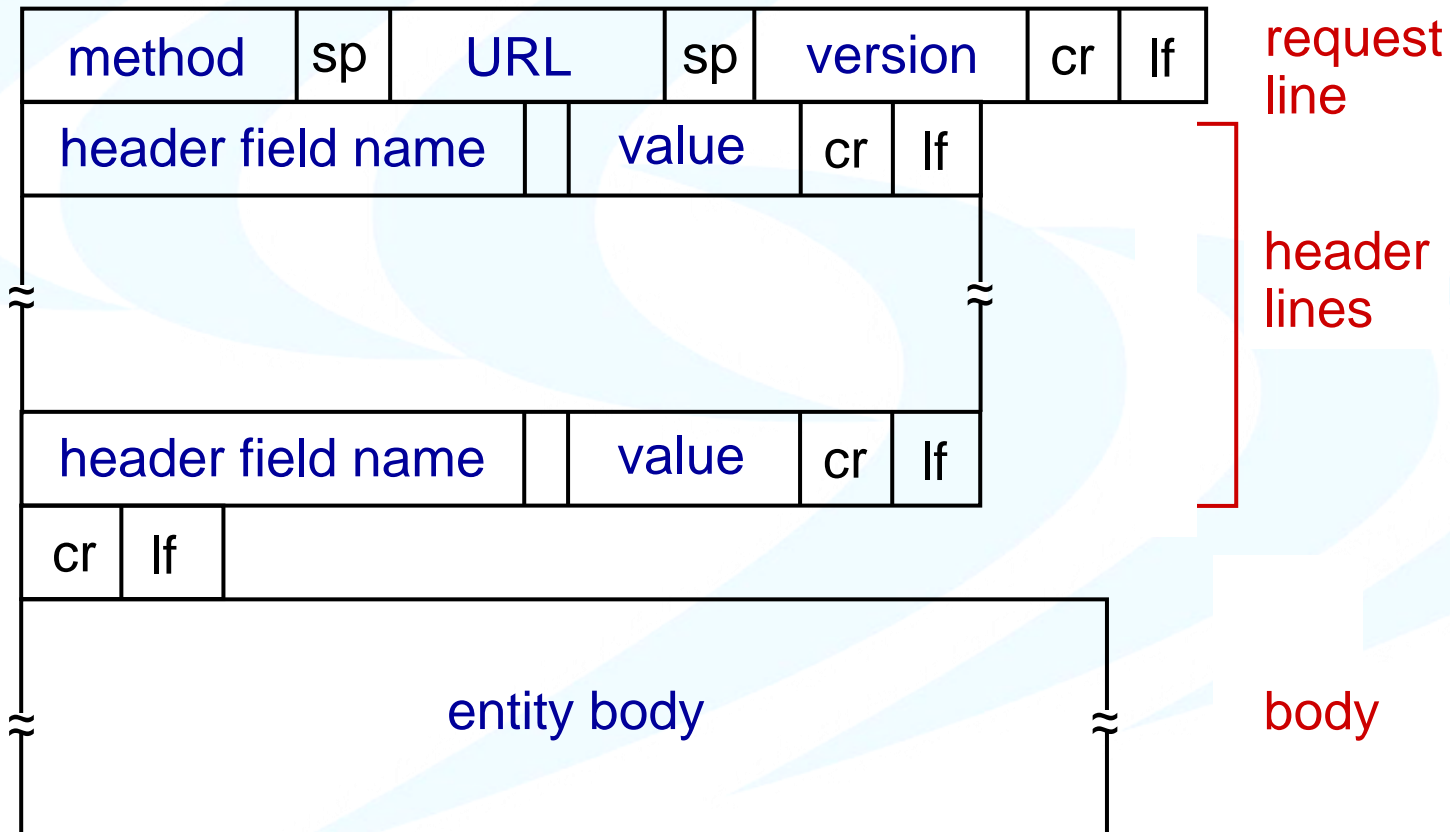 method sp URL sp version cr lf request line
header field name value cr lf
≈ ≈ header lines
header field name value cr lf
cr lf
≈ entity body ≈ body